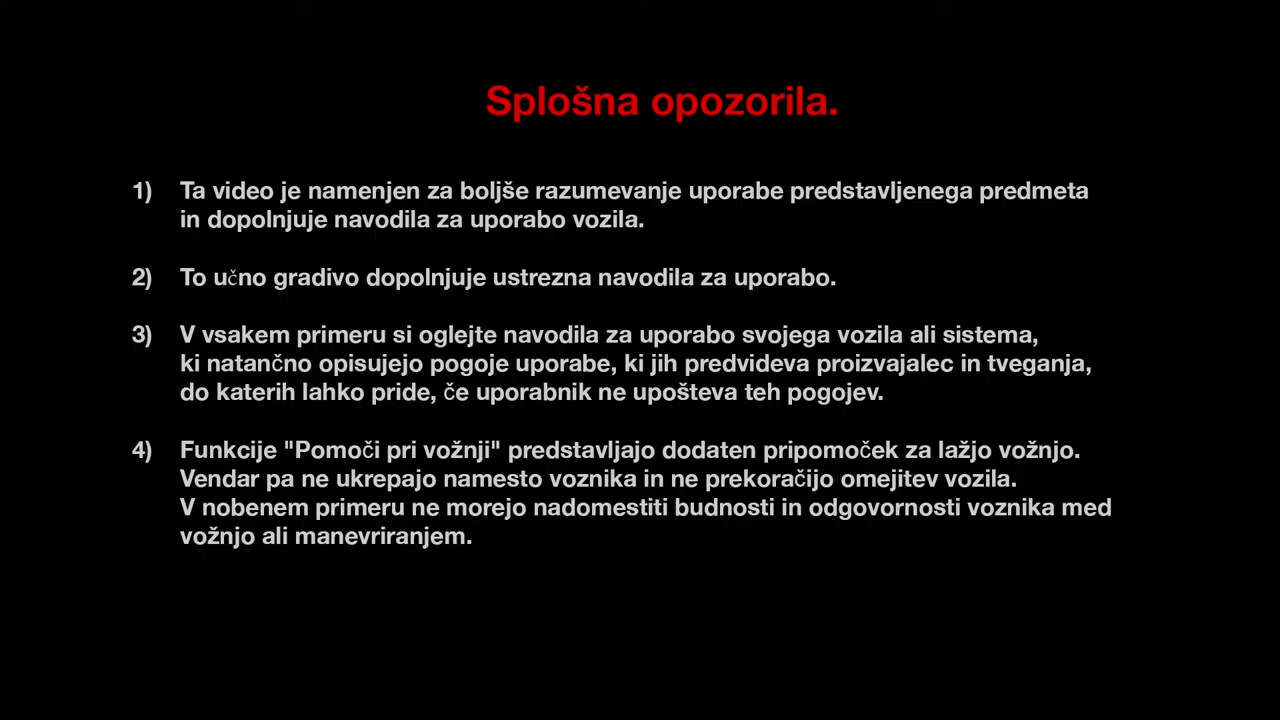 Splošna opozorila.
1) Ta video je namenjen za boljše razumevanje uporabe predstavljenega predmeta
in dopolnjuje navodila za uporabo vozila.
2) To učno gradivo dopolnjuje ustrezna navodila za uporabo.
3) V vsakem primeru si oglejte navodila za uporabo svojega vozila ali sistema,
ki natančno opisujejo pogoje uporabe, ki jih predvideva proizvajalec in tveganja,
do katerih lahko pride, če uporabnik ne upošteva teh pogojev.
4) Funkcije "Pomoči pri vožnji" predstavljajo dodaten pripomoček za lažjo vožnjo.
Vendar pa ne ukrepajo namesto voznika in ne prekoračijo omejitev vozila.
V nobenem primeru ne morejo nadomestiti budnosti in odgovornosti voznika med
vožnjo ali manevriranjem.